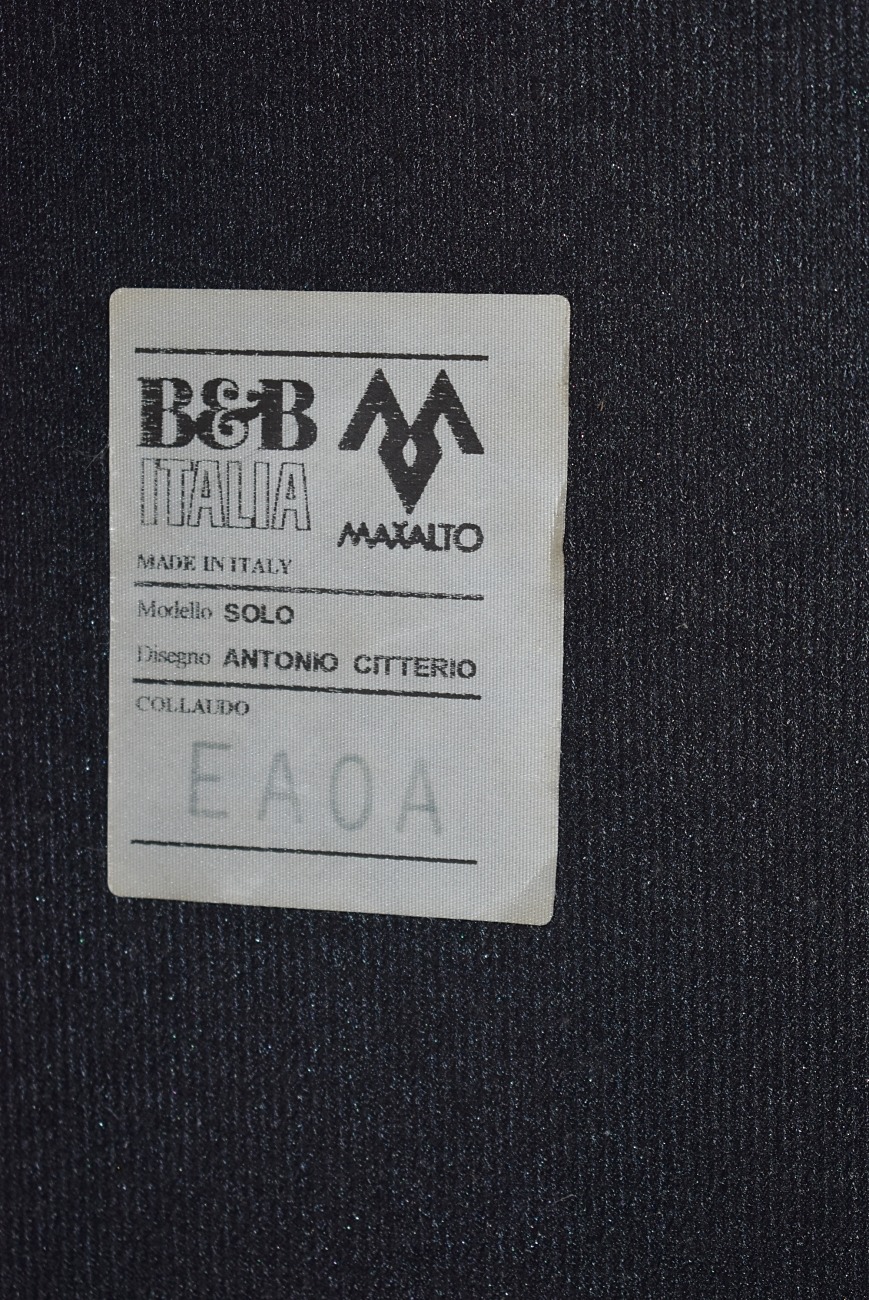 B&B
ITALIA
MAXALTO
MADE IN ITALY
Modello SOLO
Disegno ANTONIO CITTERIO
COLLAUDO
EAOA